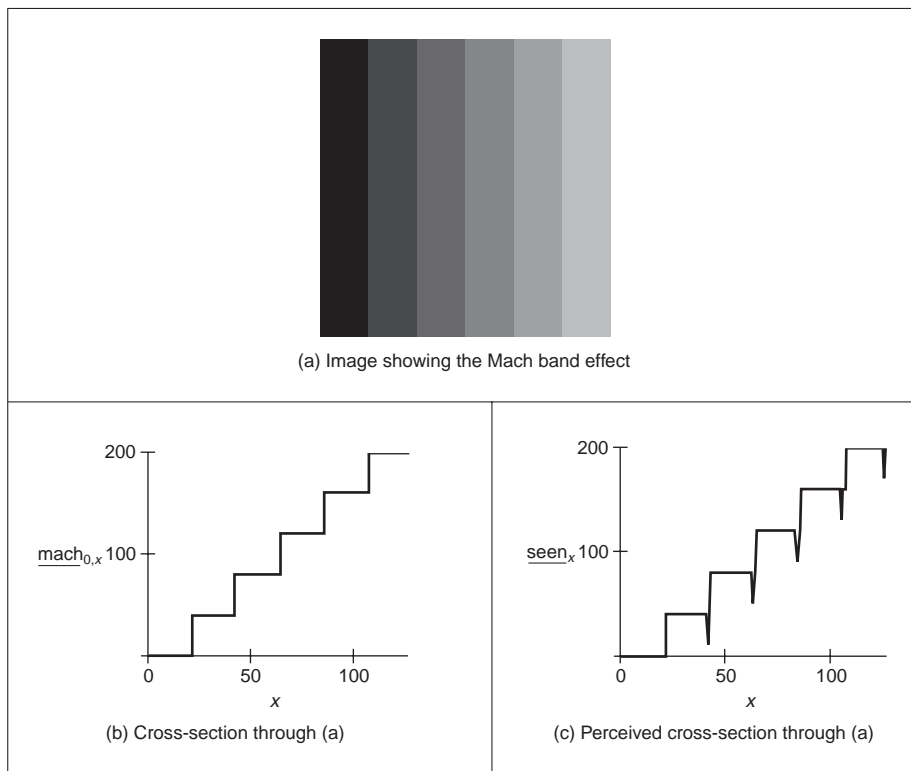 (a) Image showing the Mach band effect
200
mach0,x
100
0
50
100
x
(b) Cross-section through (a)
200
seenx
100
0
50
100
x
(c) Perceived cross-section through (a)